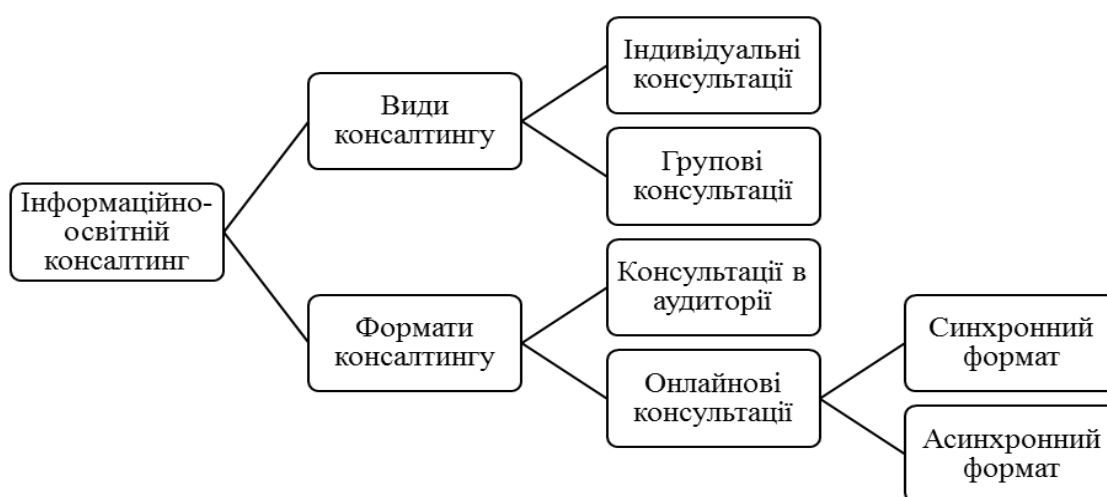 Інформаційно-
освітній
консалтинг
Види
консалтингу
Індивідуальні
консультації
Групові
консультації
Формати
консалтингу
Консультації в
аудиторії
Онлайнові
консультації
Синхронний
формат
Асинхронний
формат